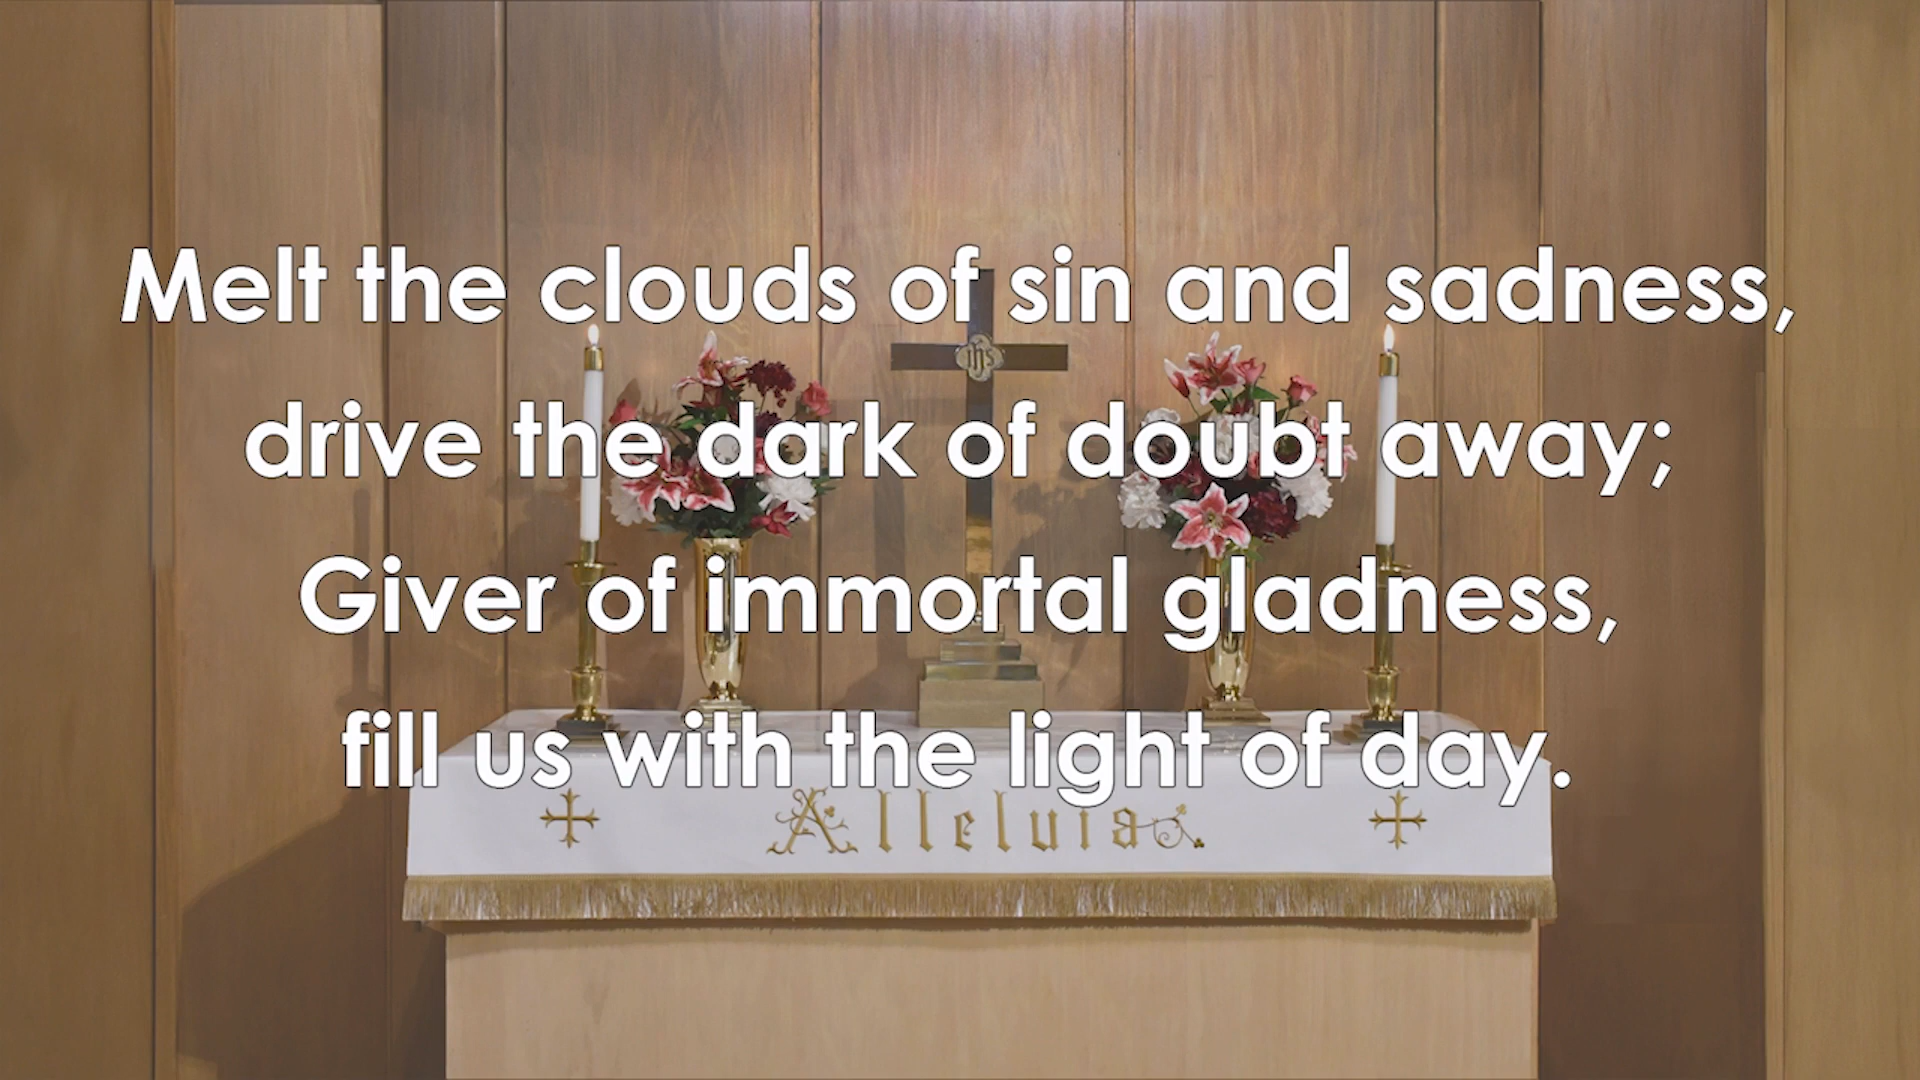 Melt the clouds of sin and sadness,
ihs
drive the dark of doubt away;
Giver of immortal gladness,
fill us with the light of day.
Alleluia